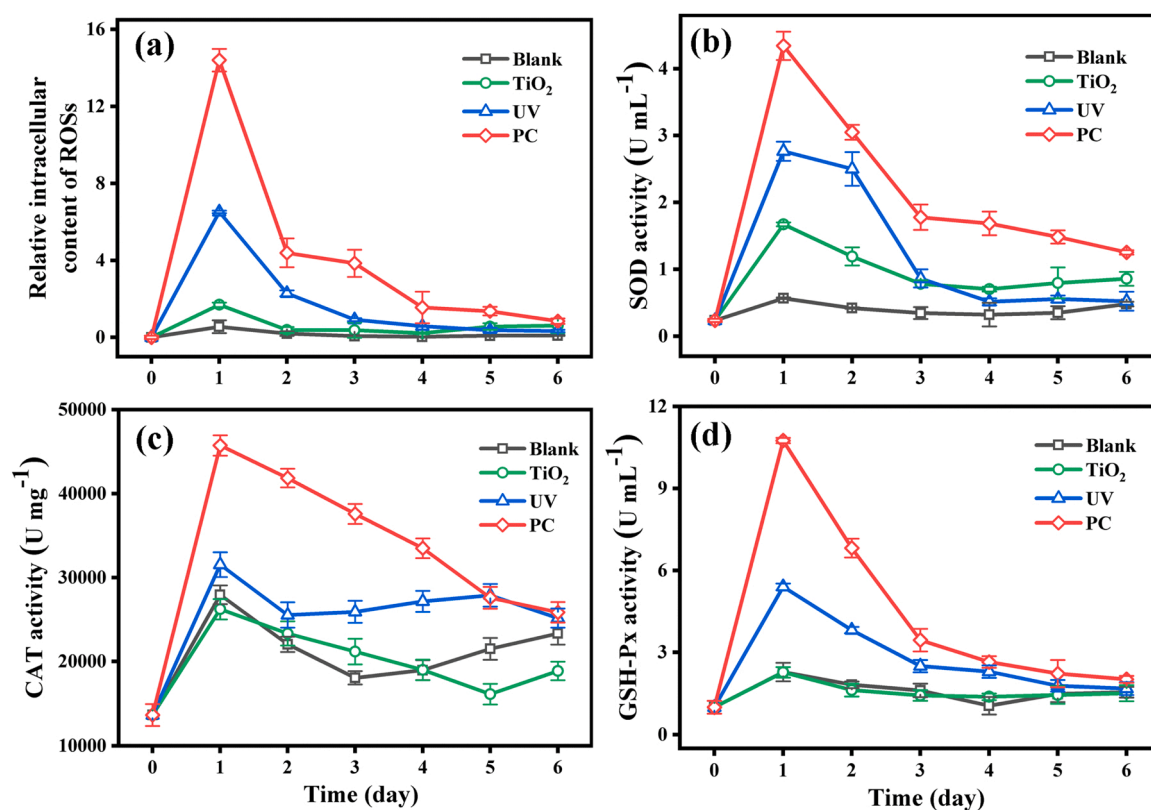 (a)
Relative intracellular
content of ROSs
16
12
8
4
0
Blank
TiO₂
UV
PC
0 1 2 3 4 5 6
(b)
SOD activity (U mL⁻¹)
4
3
2
1
0
Blank
TiO₂
UV
PC
0 1 2 3 4 5 6
(c)
CAT activity (U mg⁻¹)
50000
40000
30000
20000
10000
Blank
TiO₂
UV
PC
0 1 2 3 4 5 6
Time (day)
(d)
GSH-Px activity (U mL⁻¹)
12
9
6
3
0
Blank
TiO₂
UV
PC
0 1 2 3 4 5 6
Time (day)